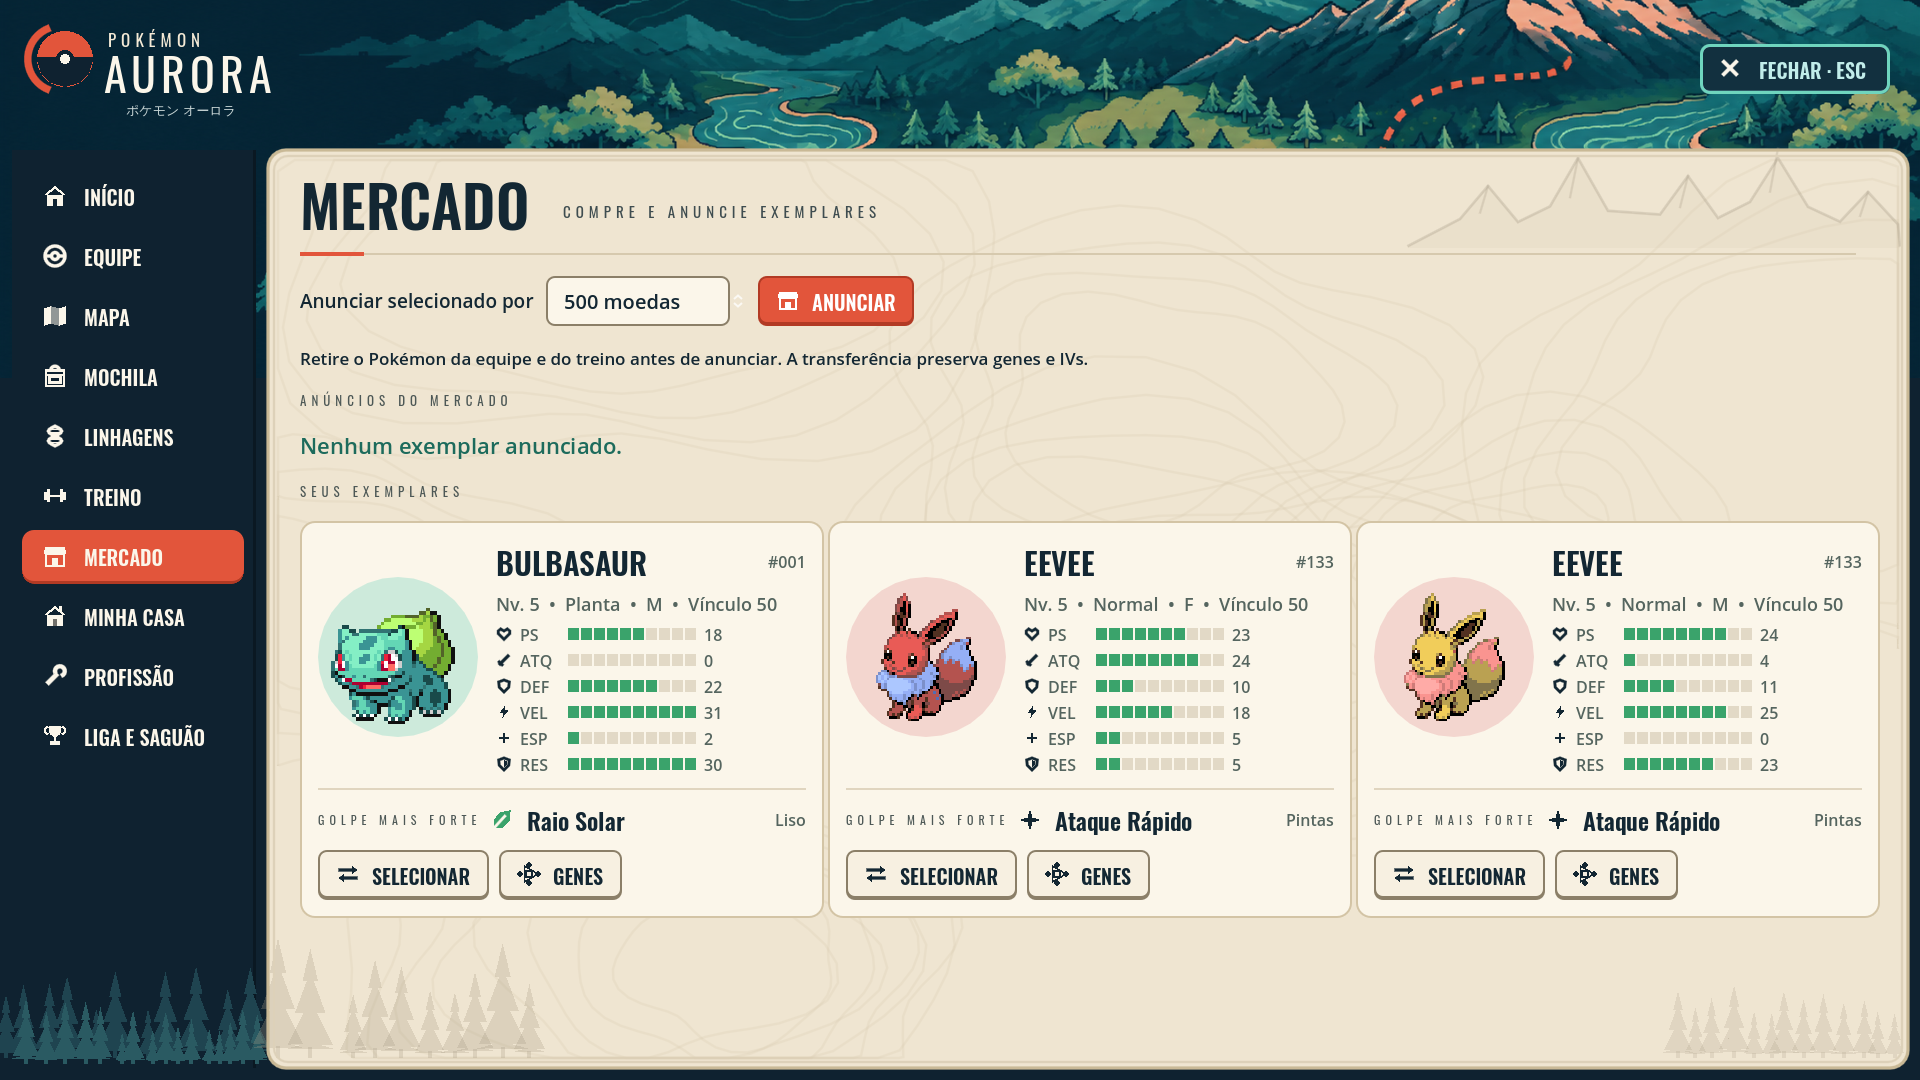 POKÉMON
AURORA
ポケモン オーロラ
FECHAR · ESC
INÍCIO
EQUIPE
MAPA
MOCHILA
LINHAGENS
TREINO
MERCADO
MINHA CASA
PROFISSÃO
LIGA E SAGUÃO
MERCADO COMPRE E ANUNCIE EXEMPLARES
Anunciar selecionado por 500 moedas ANUNCIAR
Retire o Pokémon da equipe e do treino antes de anunciar. A transferência preserva genes e IVs.
ANÚNCIOS DO MERCADO
Nenhum exemplar anunciado.
SEUS EXEMPLARES
BULBASAUR #001
Nv. 5 • Planta • M • Vínculo 50
PS 18
ATQ 0
DEF 22
VEL 31
ESP 2
RES 30
GOLPE MAIS FORTE Raio Solar Liso
SELECIONAR GENES
EEVEE #133
Nv. 5 • Normal • F • Vínculo 50
PS 23
ATQ 24
DEF 10
VEL 18
ESP 5
RES 5
GOLPE MAIS FORTE Ataque Rápido Pintas
SELECIONAR GENES
EEVEE #133
Nv. 5 • Normal • M • Vínculo 50
PS 24
ATQ 4
DEF 11
VEL 25
ESP 0
RES 23
GOLPE MAIS FORTE Ataque Rápido Pintas
SELECIONAR GENES